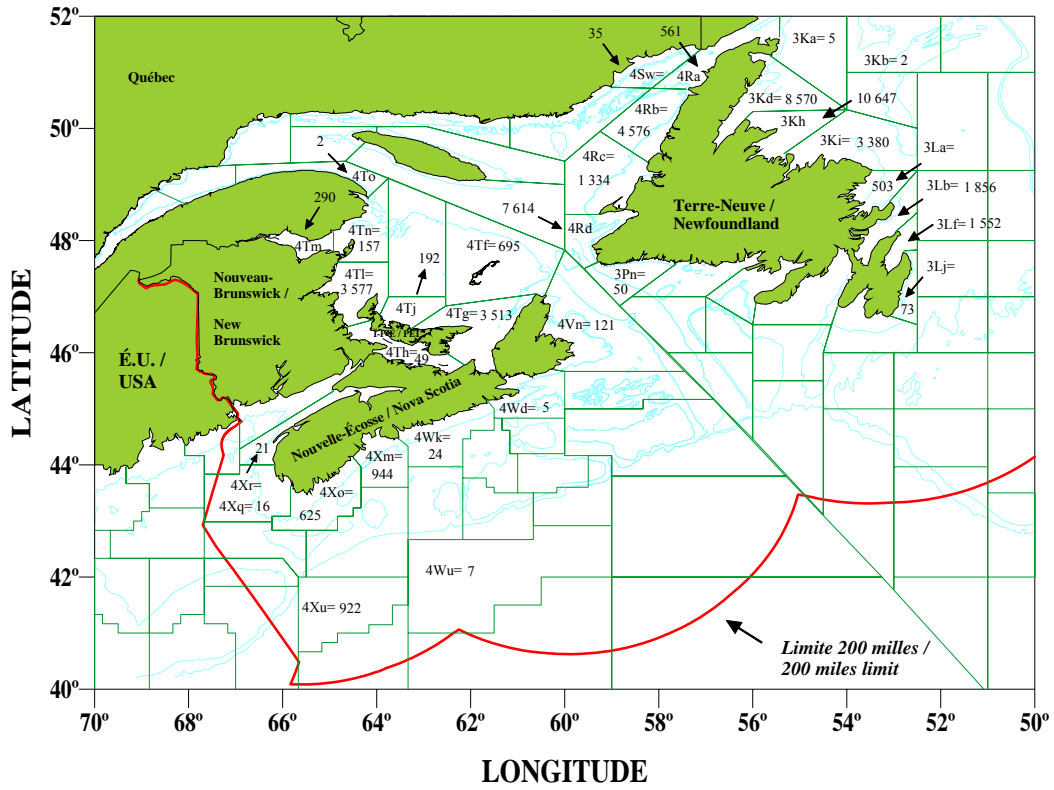 52º
50º
48º
46º
44º
42º
40º
70º
68º
66º
64º
62º
60º
58º
56º
54º
52º
50º
LATITUDE
LONGITUDE
Québec
35
561
4Sw=
4Ra
3Ka= 5
3Kb= 2
4Rb=
4 576
3Kd= 8 570
10 647
3Kh
3Ki= 3 380
2
4To
4Rc=
1 334
3La=
503
3Lb= 1 856
290
4Tm
4Tn=
157
7 614
4Rd
Terre-Neuve /
Newfoundland
3Lf= 1 552
4Tf= 695
192
4Tl=
3 577
4Tj
3Pn=
50
3Lj=
73
Nouveau-
Brunswick /
New
Brunswick
4Tg= 3 513
4Vn= 121
4Th=
49
É.U. /
USA
Nouvelle-Écosse / Nova Scotia
4Wd= 5
4Wk=
24
21
4Xm=
944
4Xr=
4Xq= 16
4Xo=
625
4Wu= 7
4Xu= 922
Limite 200 milles /
200 miles limit